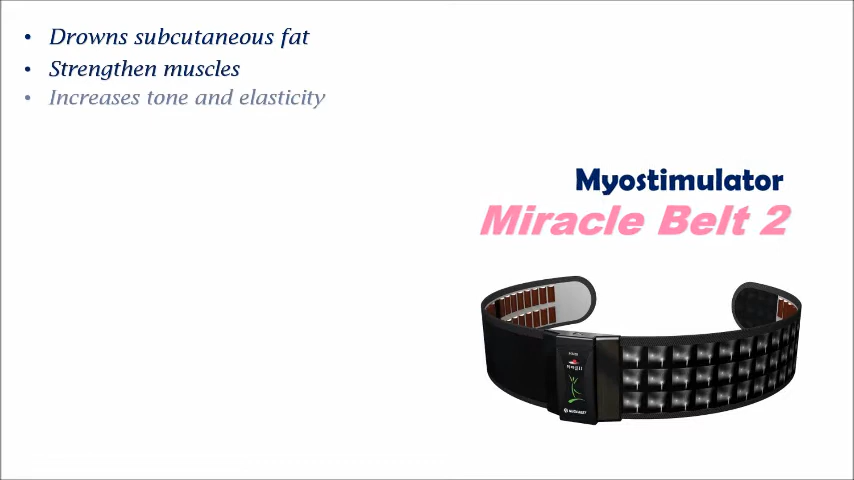 • Drowns subcutaneous fat
• Strengthen muscles
• Increases tone and elasticity
Myostimulator
Miracle Belt 2